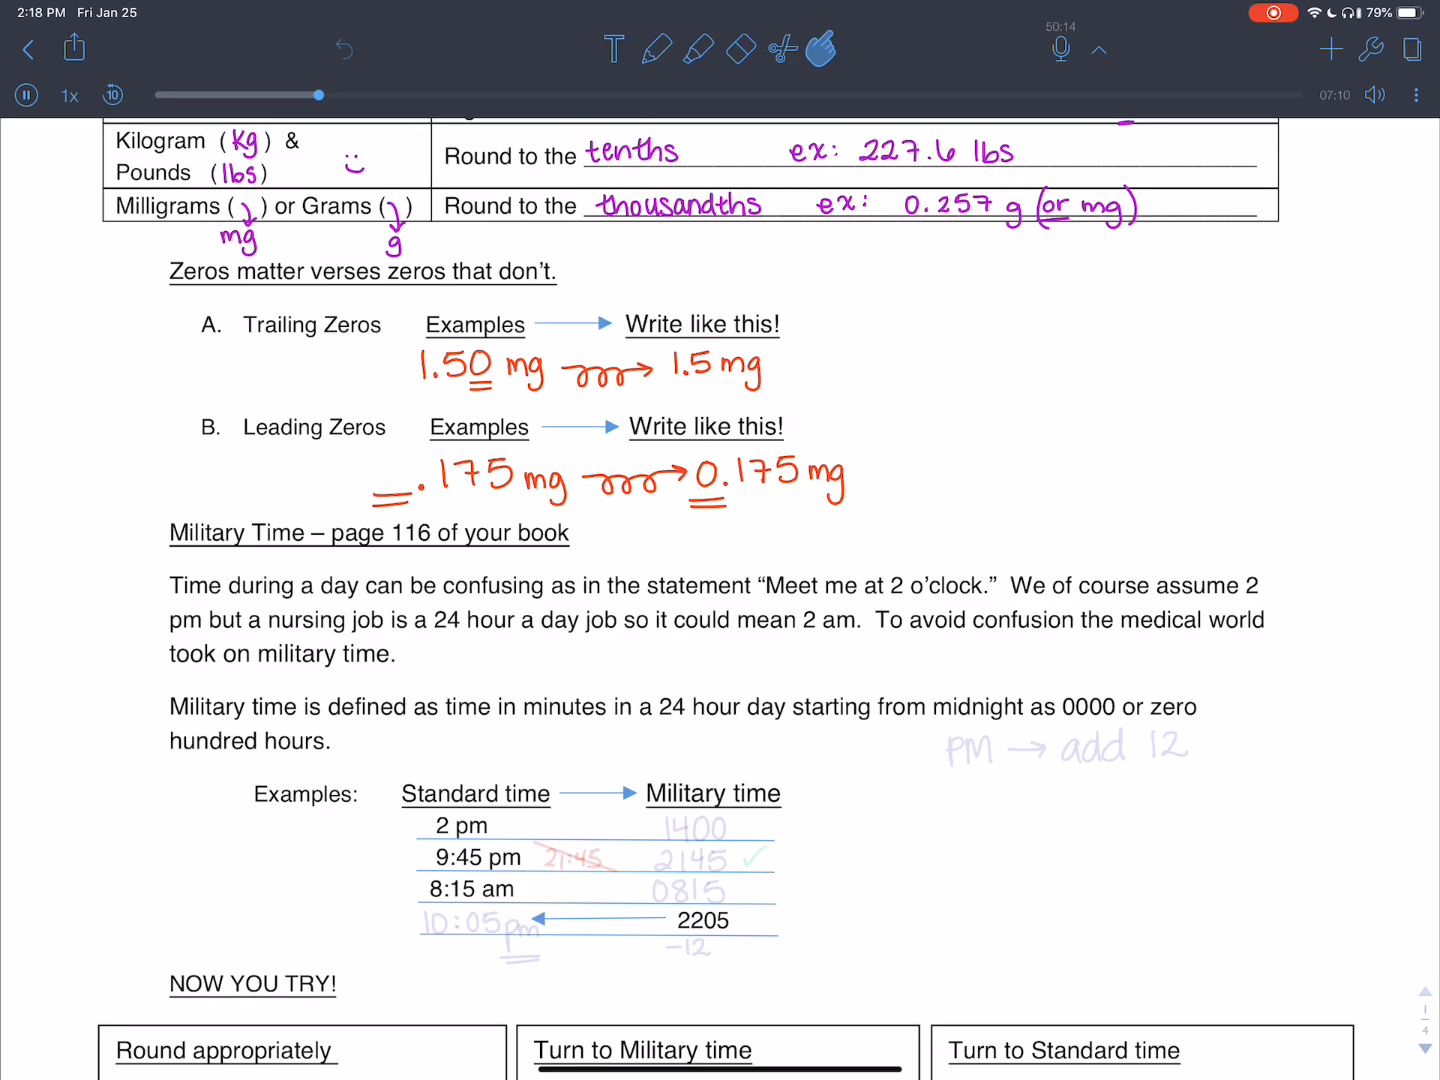 2:18 PM Fri Jan 25
79%
50:14
T
1x
10
07:10
Kilogram (kg) &
Pounds (lbs)
Round to the tenths ex: 227.6 lbs
Milligrams ( ) or Grams ( )
mg g
Round to the thousandths ex: 0.257 g (or mg)
Zeros matter verses zeros that don't.
A. Trailing Zeros Examples Write like this!
1.50 mg 1.5 mg
B. Leading Zeros Examples Write like this!
.175 mg 0.175 mg
Military Time – page 116 of your book
Time during a day can be confusing as in the statement “Meet me at 2 o’clock.” We of course assume 2
pm but a nursing job is a 24 hour a day job so it could mean 2 am. To avoid confusion the medical world
took on military time.
Military time is defined as time in minutes in a 24 hour day starting from midnight as 0000 or zero
hundred hours.
PM → add 12
Examples: Standard time Military time
2 pm 1400
9:45 pm 21:45 2145 ✓
8:15 am 0815
10:05 pm 2205
-12
NOW YOU TRY!
1
4
Round appropriately
Turn to Military time
Turn to Standard time